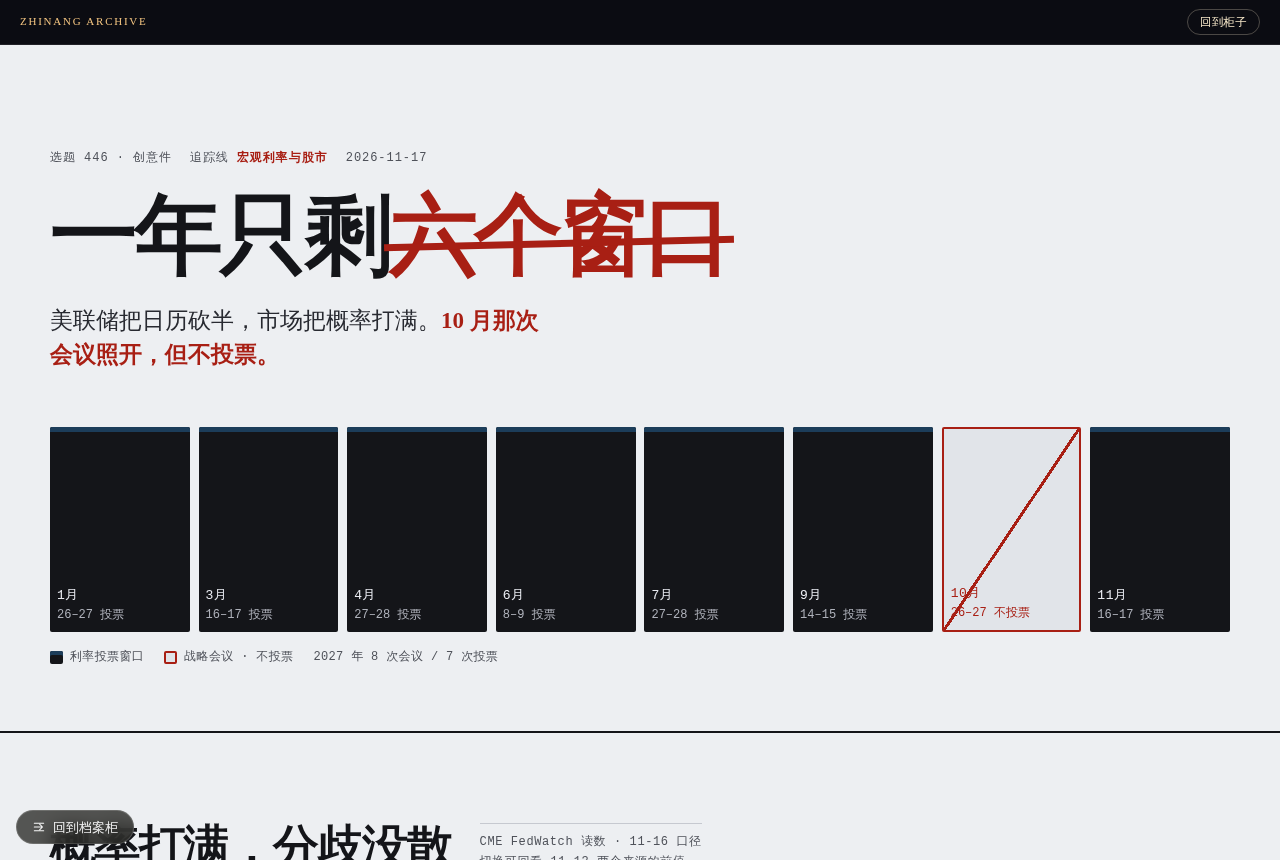 ZHINANG ARCHIVE
回到柜子
选题 446 · 创意件 追踪线 宏观利率与股市 2026-11-17
一年只剩六个窗口
美联储把日历砍半，市场把概率打满。10 月那次
会议照开，但不投票。
1月
26–27 投票
3月
16–17 投票
4月
27–28 投票
6月
8–9 投票
7月
27–28 投票
9月
14–15 投票
10月
26–27 不投票
11月
16–17 投票
利率投票窗口 战略会议 · 不投票 2027 年 8 次会议 / 7 次投票
概率打满，分歧没散
CME FedWatch 读数 · 11-16 口径
回到档案柜